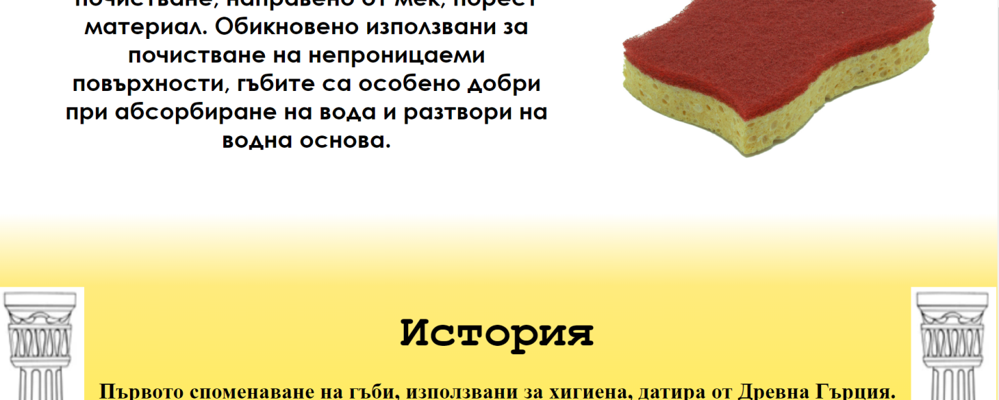 почистване, направено от мек, порест
материал. Обикновено използвани за
почистване на непроницаеми
повърхности, гъбите са особено добри
при абсорбиране на вода и разтвори на
водна основа.
История
Първото споменаване на гъби, използвани за хигиена, датира от Древна Гърция.